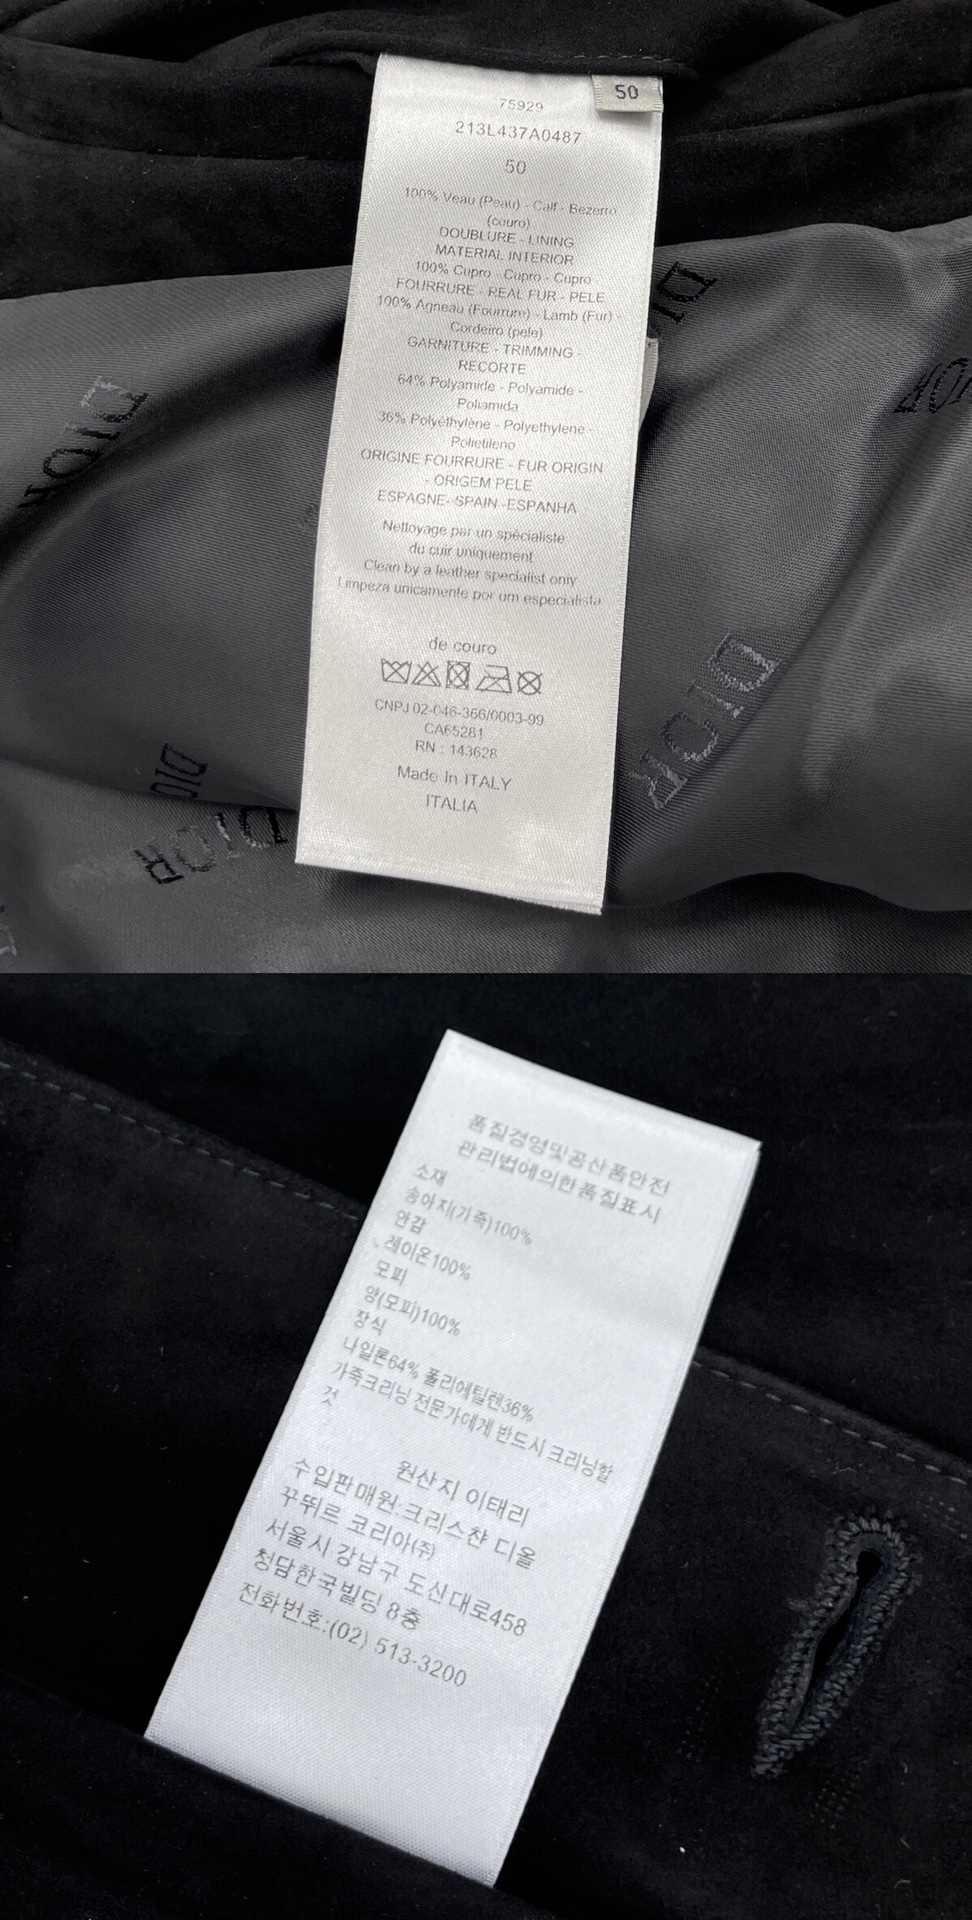 50
75929
213L437A0487
50
100% Veau (Peau) - Calf - Bezerro
(couro)
DOUBLURE - LINING
MATERIAL INTERIOR
100% Cupro - Cupro - Cupro
FOURRURE - REAL FUR - PELE
100% Agneau (Fourrure) - Lamb (Fur) -
Cordeiro (pele)
GARNITURE - TRIMMING -
RECORTE
64% Polyamide - Polyamide -
Poliamida
36% Polyéthylène - Polyethylene -
Polietileno
ORIGINE FOURRURE - FUR ORIGIN
- ORIGEM PELE
ESPAGNE- SPAIN -ESPANHA
Nettoyage par un spécialiste
du cuir uniquement
Clean by a leather specialist only
Limpeza unicamente por um especialista
de couro
CNPJ 02-046-366/0003-99
CA65281
RN : 143628
Made in ITALY
ITALIA
DIOR
DIOR
DIOR
DIOR
DIOR
DIOR
품질경영및공산품안전
관리법에의한품질표시
소재
송아지(가죽)100%
안감
레이온100%
모피
양(모피)100%
장식
나일론64% 폴리에틸렌36%
가죽크리닝 전문가에게 반드시 크리닝할
것
원산지 이태리
수입판매원:크리스챤 디올
꾸뛰르 코리아(주)
서울시 강남구 도산대로458
청담한국빌딩 8층
전화번호:(02) 513-3200